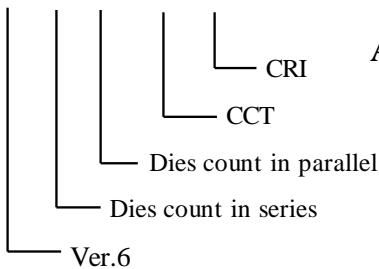 CRI
CCT
Dies count in parallel
Dies count in series
Ver.6